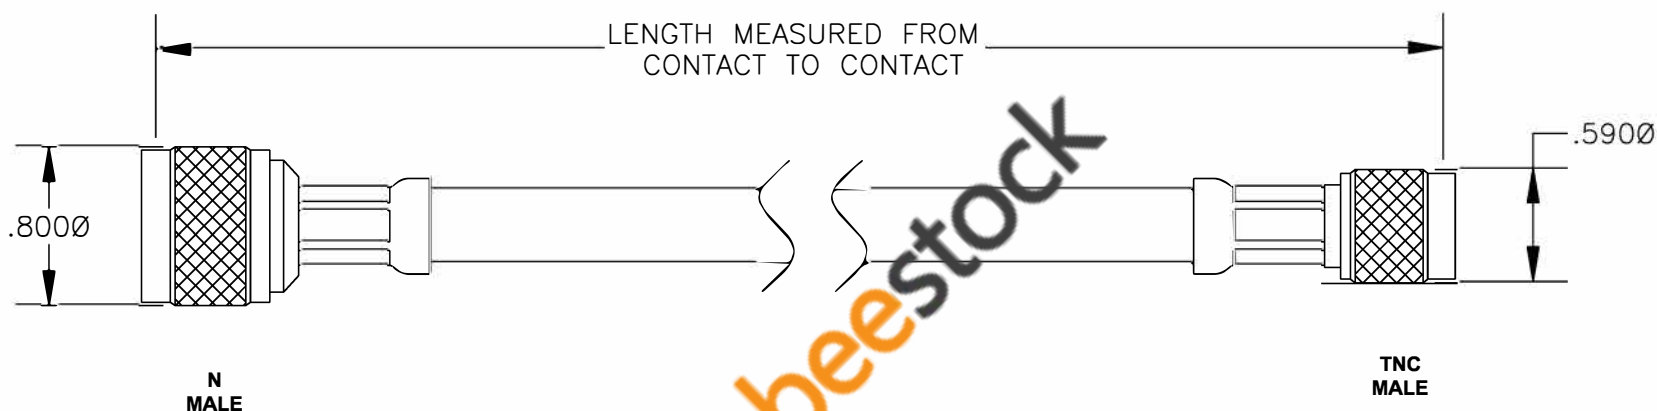 LENGTH MEASURED FROM
CONTACT TO CONTACT
.590Ø
.800Ø
beestock
N
MALE
TNC
MALE